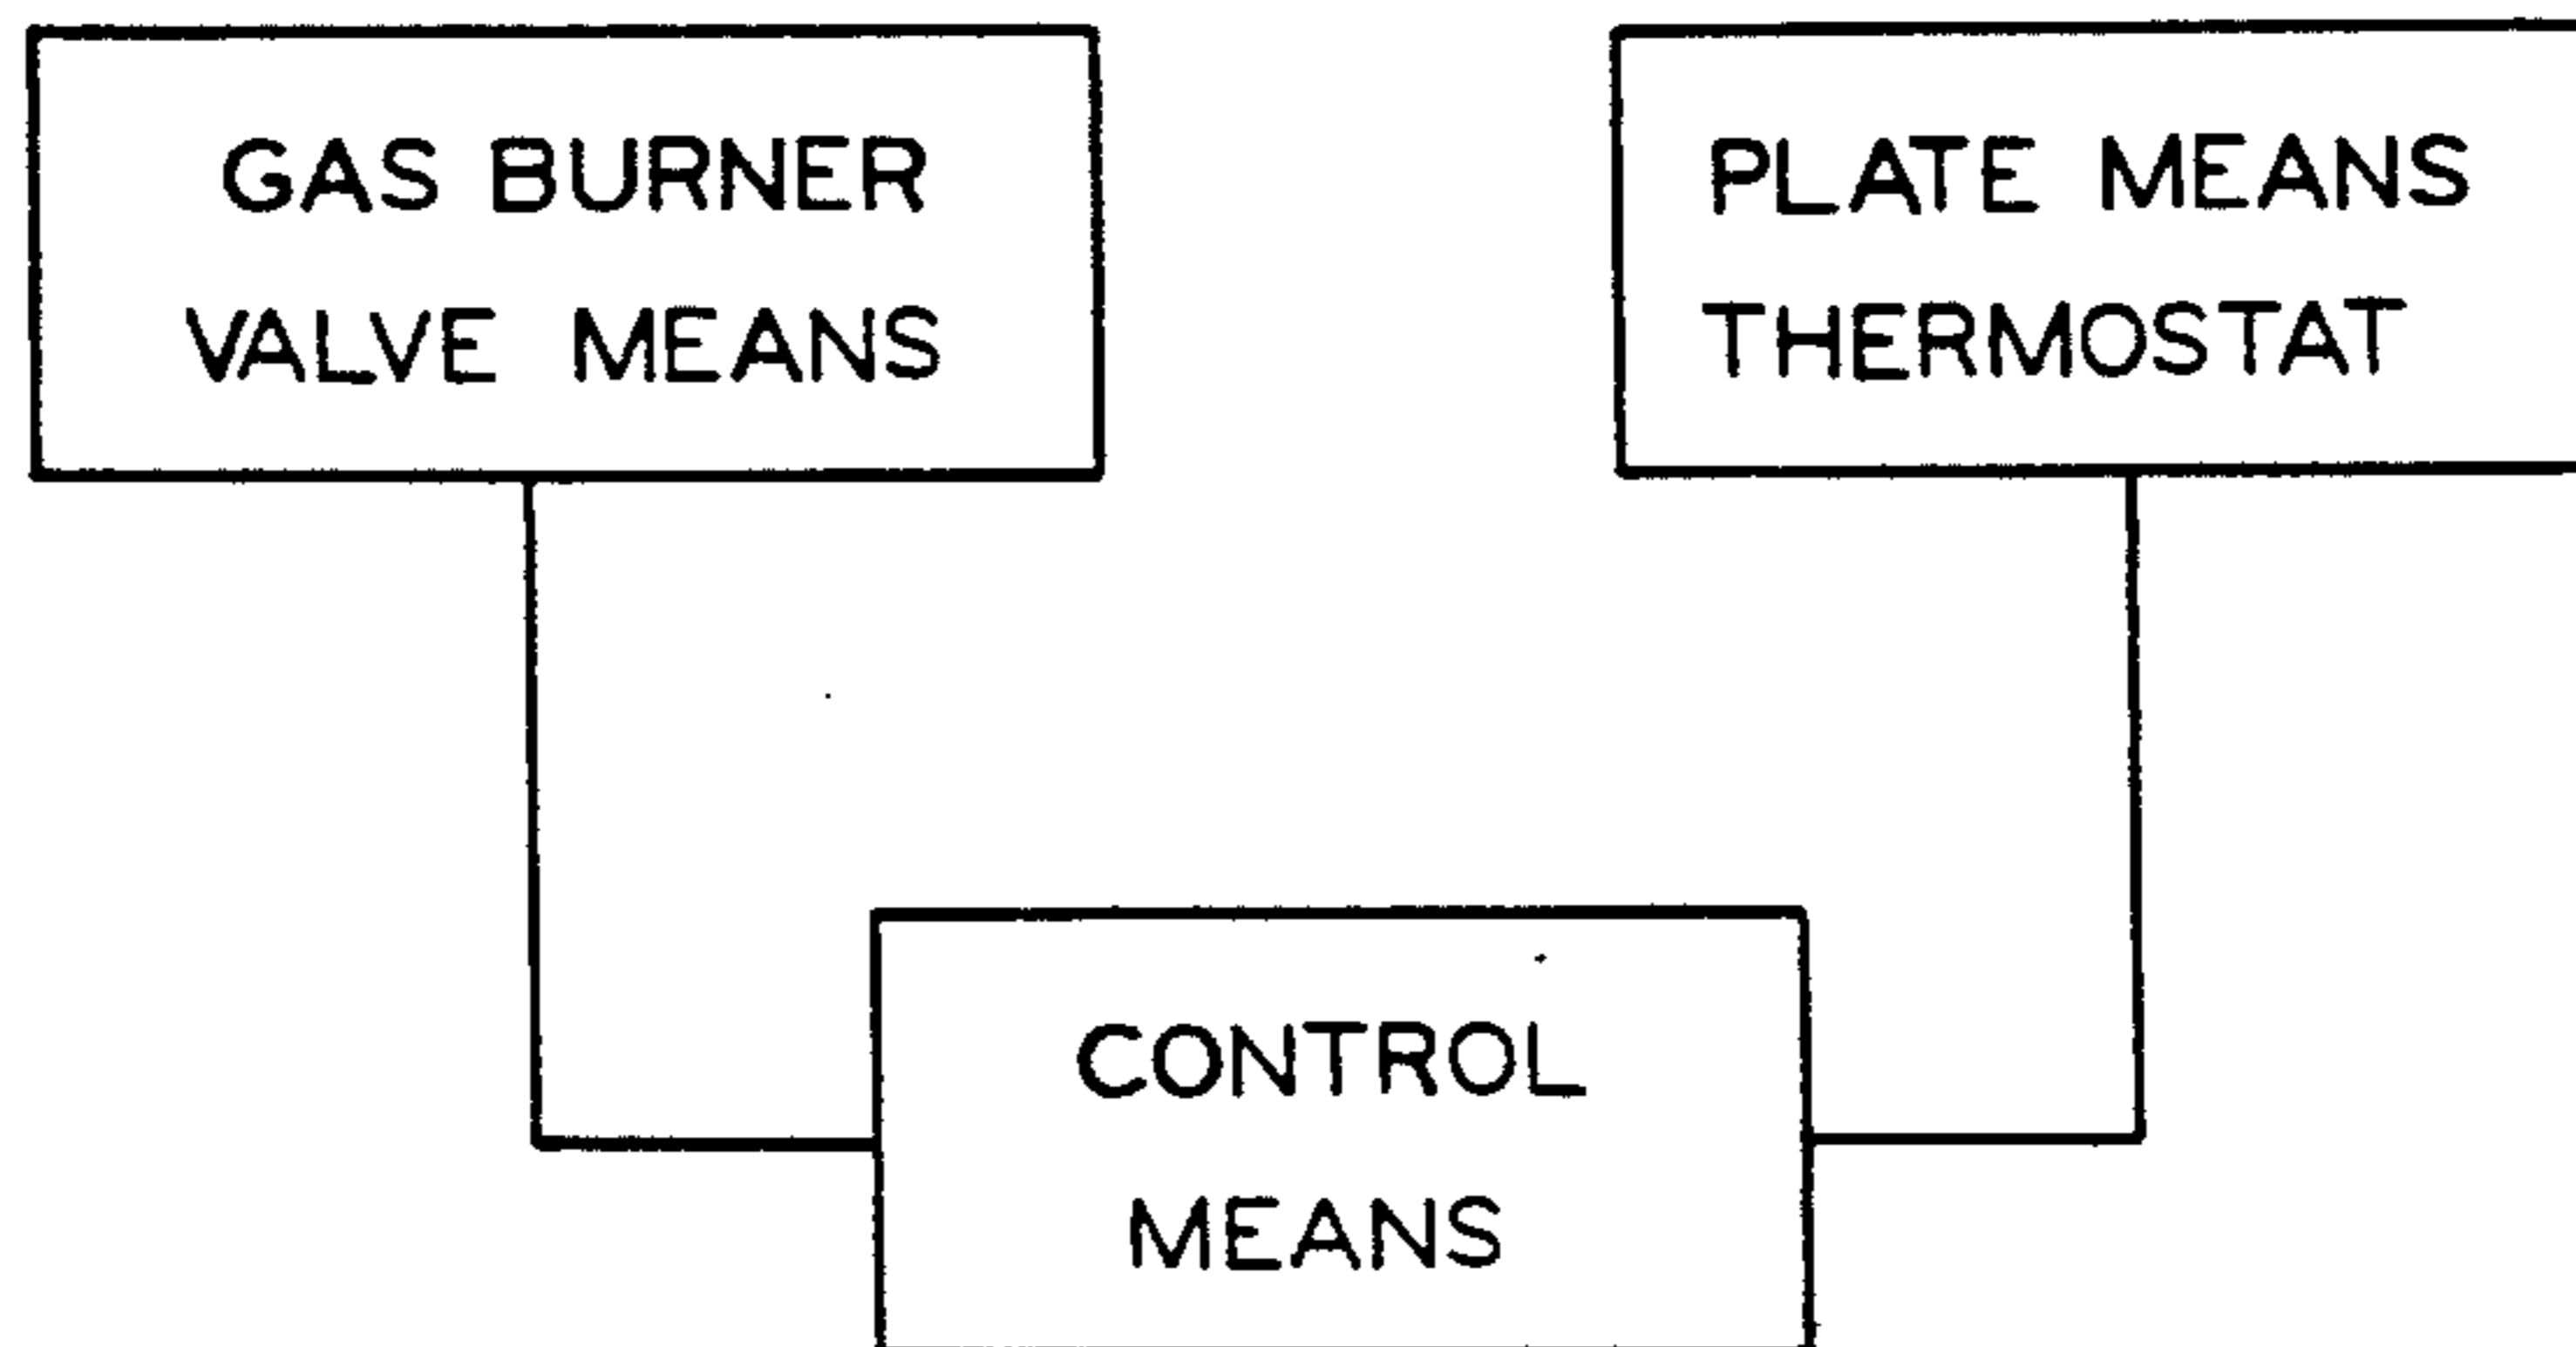 GAS BURNER
VALVE MEANS
PLATE MEANS
THERMOSTAT
CONTROL
MEANS